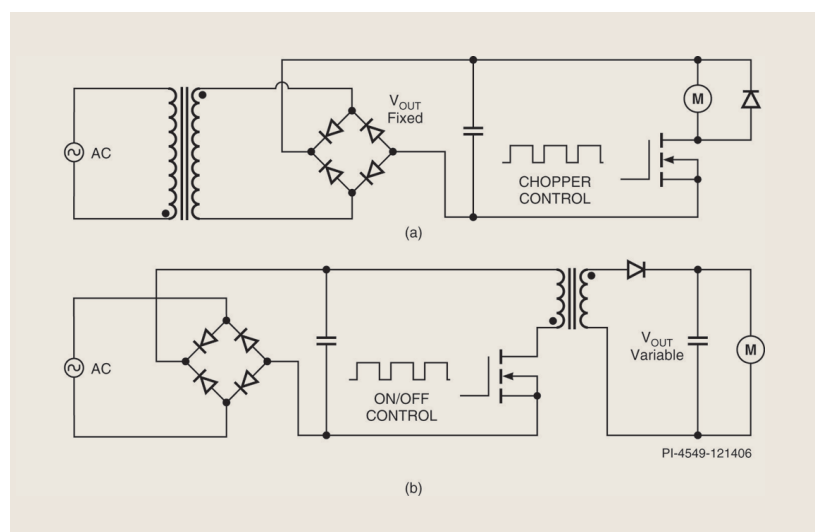 AC
V_OUT
Fixed
M
CHOPPER
CONTROL
(a)
AC
ON/OFF
CONTROL
V_OUT
Variable
M
PI-4549-121406
(b)